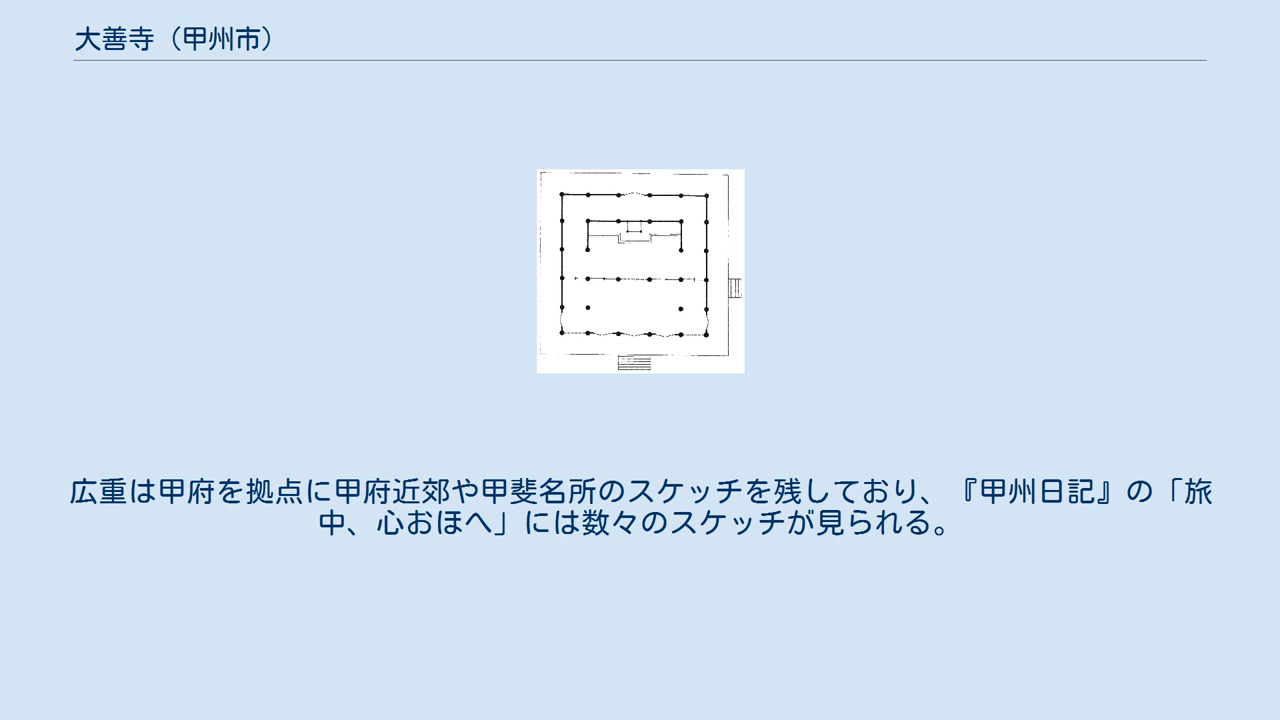 大善寺（甲州市）
広重は甲府を拠点に甲府近郊や甲斐名所のスケッチを残しており、『甲州日記』の「旅
中、心おほへ」には数々のスケッチが見られる。